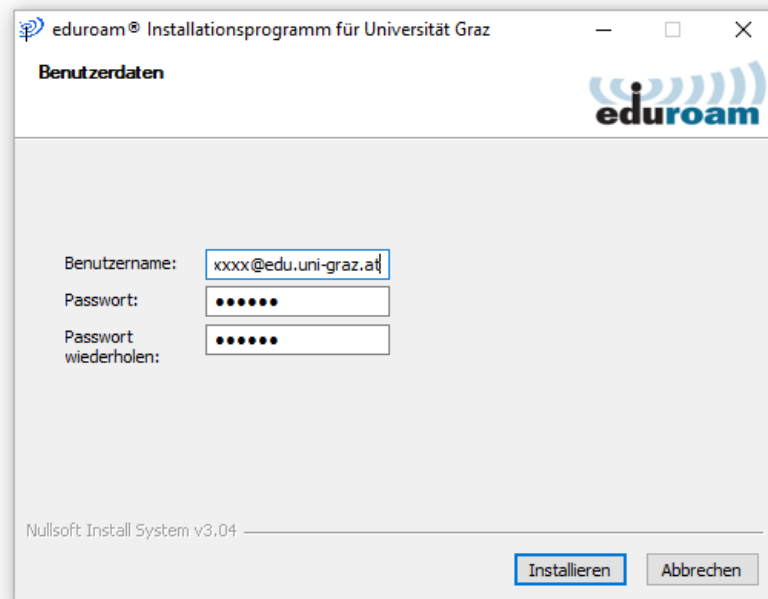 eduroam® Installationsprogramm für Universität Graz
Benutzerdaten
eduroam
Benutzername: xxxx@edu.uni-graz.at
Passwort: ••••••
Passwort
wiederholen: ••••••
Nullsoft Install System v3.04
Installieren Abbrechen